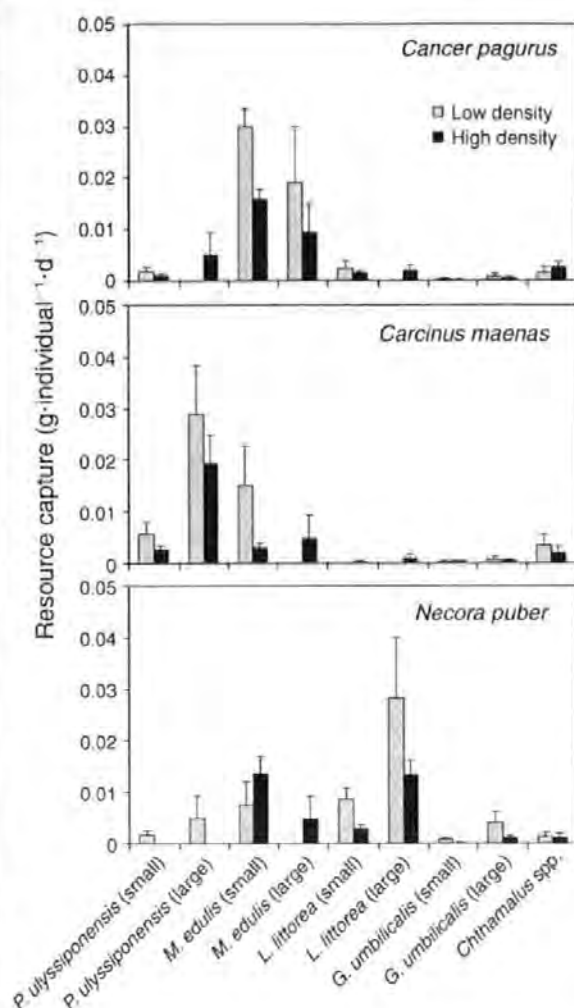 0.05
0.04
0.03
0.02
0.01
0
Cancer pagurus
Low density
High density
0.05
0.04
0.03
0.02
0.01
0
Carcinus maenas
0.05
0.04
0.03
0.02
0.01
0
Necora puber
Resource capture (g·individual⁻¹·d⁻¹)
P. ulyssiponensis (small)
P. ulyssiponensis (large)
M. edulis (small)
M. edulis (large)
L. littorea (small)
L. littorea (large)
G. umbilicalis (small)
G. umbilicalis (large)
Chthamalus spp.